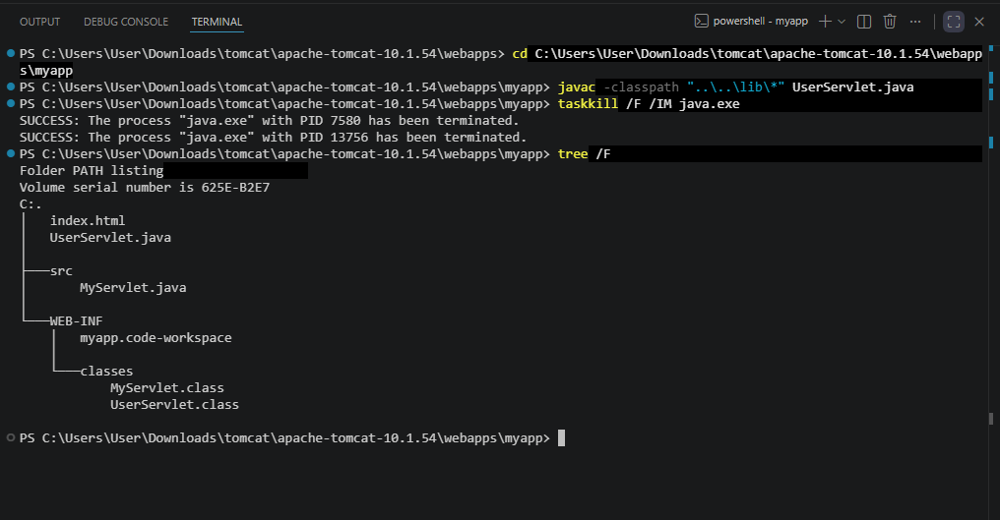 OUTPUT DEBUG CONSOLE TERMINAL powershell - myapp
PS C:\Users\User\Downloads\tomcat\apache-tomcat-10.1.54\webapps> cd C:\Users\User\Downloads\tomcat\apache-tomcat-10.1.54\webapp
s\myapp
PS C:\Users\User\Downloads\tomcat\apache-tomcat-10.1.54\webapps\myapp> javac -classpath "..\..\lib\*" UserServlet.java
PS C:\Users\User\Downloads\tomcat\apache-tomcat-10.1.54\webapps\myapp> taskkill /F /IM java.exe
SUCCESS: The process "java.exe" with PID 7580 has been terminated.
SUCCESS: The process "java.exe" with PID 13756 has been terminated.
PS C:\Users\User\Downloads\tomcat\apache-tomcat-10.1.54\webapps\myapp> tree /F
Folder PATH listing
Volume serial number is 625E-B2E7
C:.
│   index.html
│   UserServlet.java
│
├───src
│       MyServlet.java
│
└───WEB-INF
    │   myapp.code-workspace
    │
    └───classes
            MyServlet.class
            UserServlet.class
PS C:\Users\User\Downloads\tomcat\apache-tomcat-10.1.54\webapps\myapp>